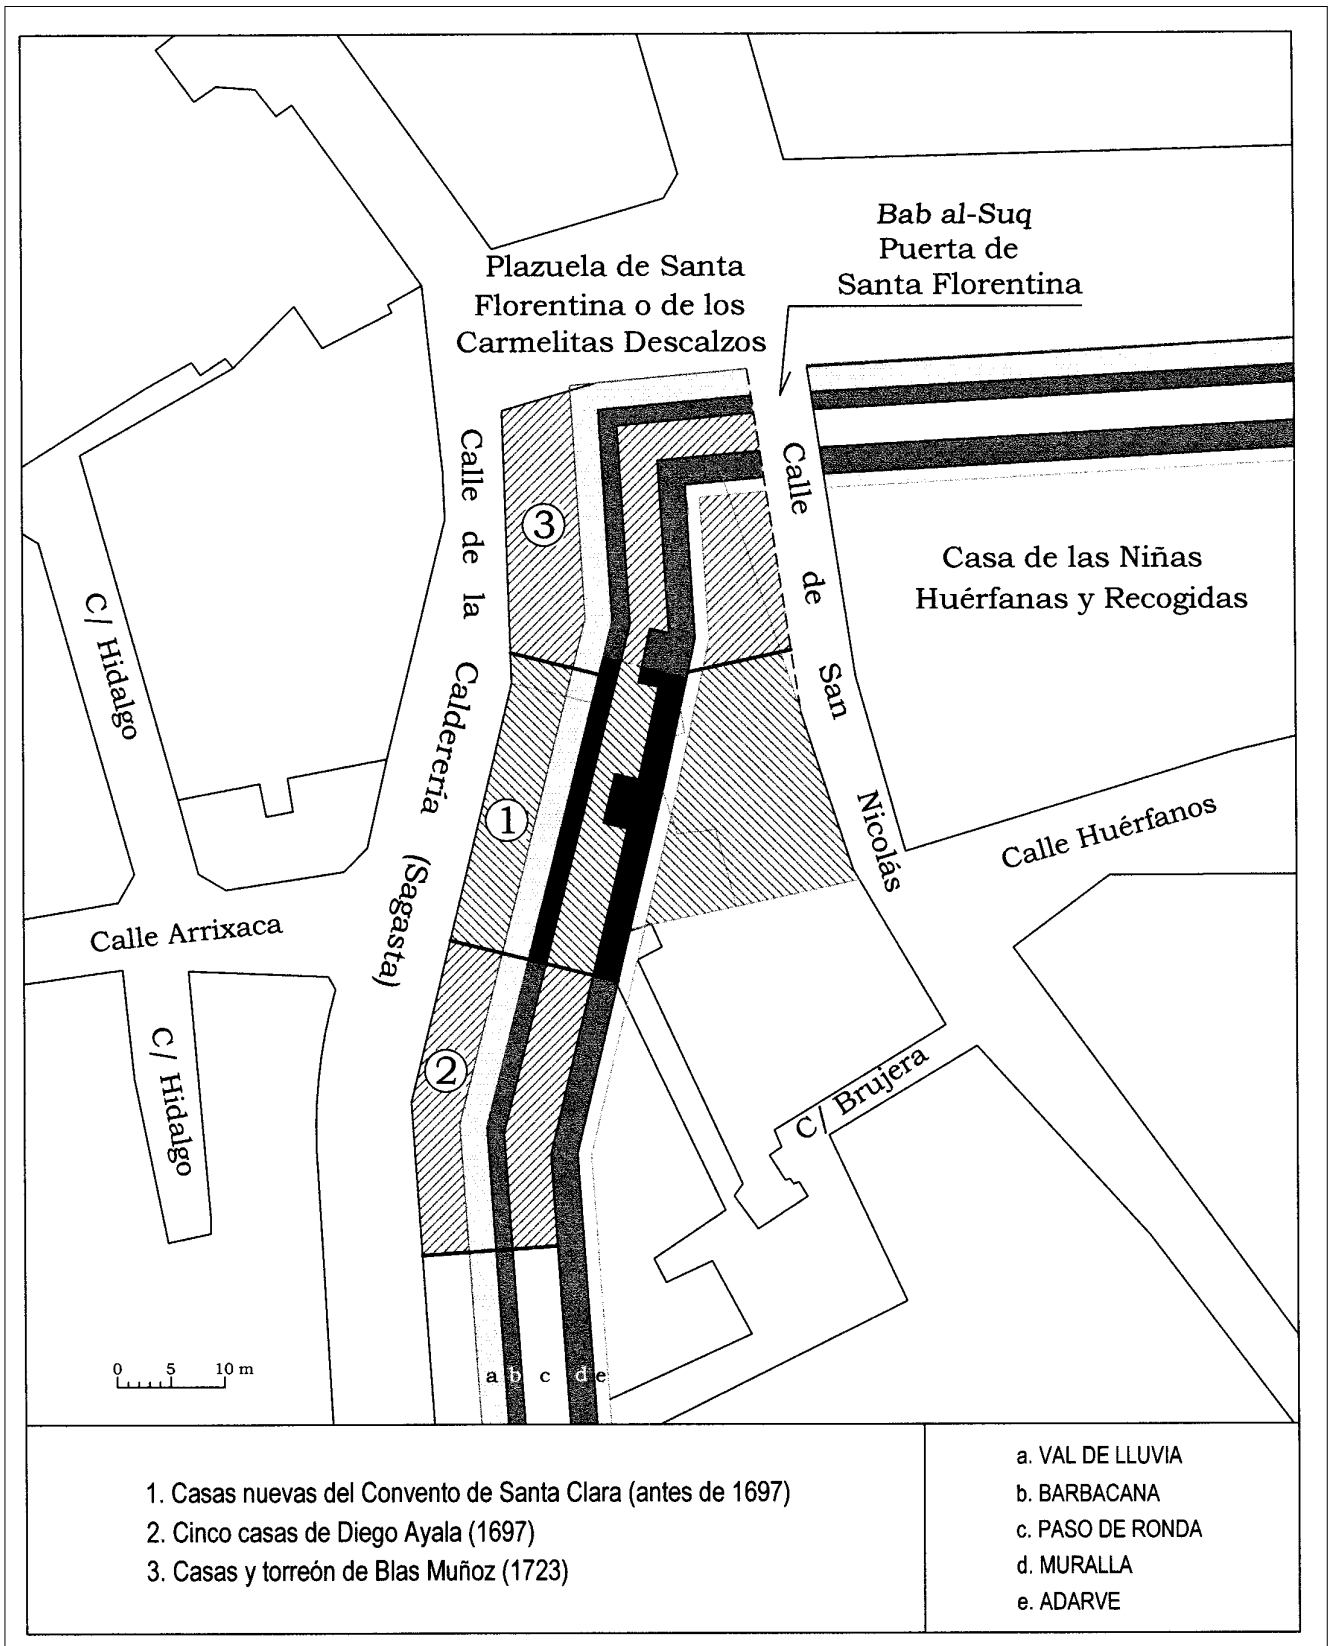 Bab al-Suq
Puerta de
Santa Florentina
Plazuela de Santa
Florentina o de los
Carmelitas Descalzos
Calle de la Calderería (Sagasta)
Calle de San Nicolás
3
Casa de las Niñas
Huérfanas y Recogidas
C/ Hidalgo
1
Calle Huérfanos
Calle Arrixaca
C/ Hidalgo
2
C/ Brujera
0 5 10 m
a b c d e
1. Casas nuevas del Convento de Santa Clara (antes de 1697)
2. Cinco casas de Diego Ayala (1697)
3. Casas y torreón de Blas Muñoz (1723)
a. VAL DE LLUVIA
b. BARBACANA
c. PASO DE RONDA
d. MURALLA
e. ADARVE